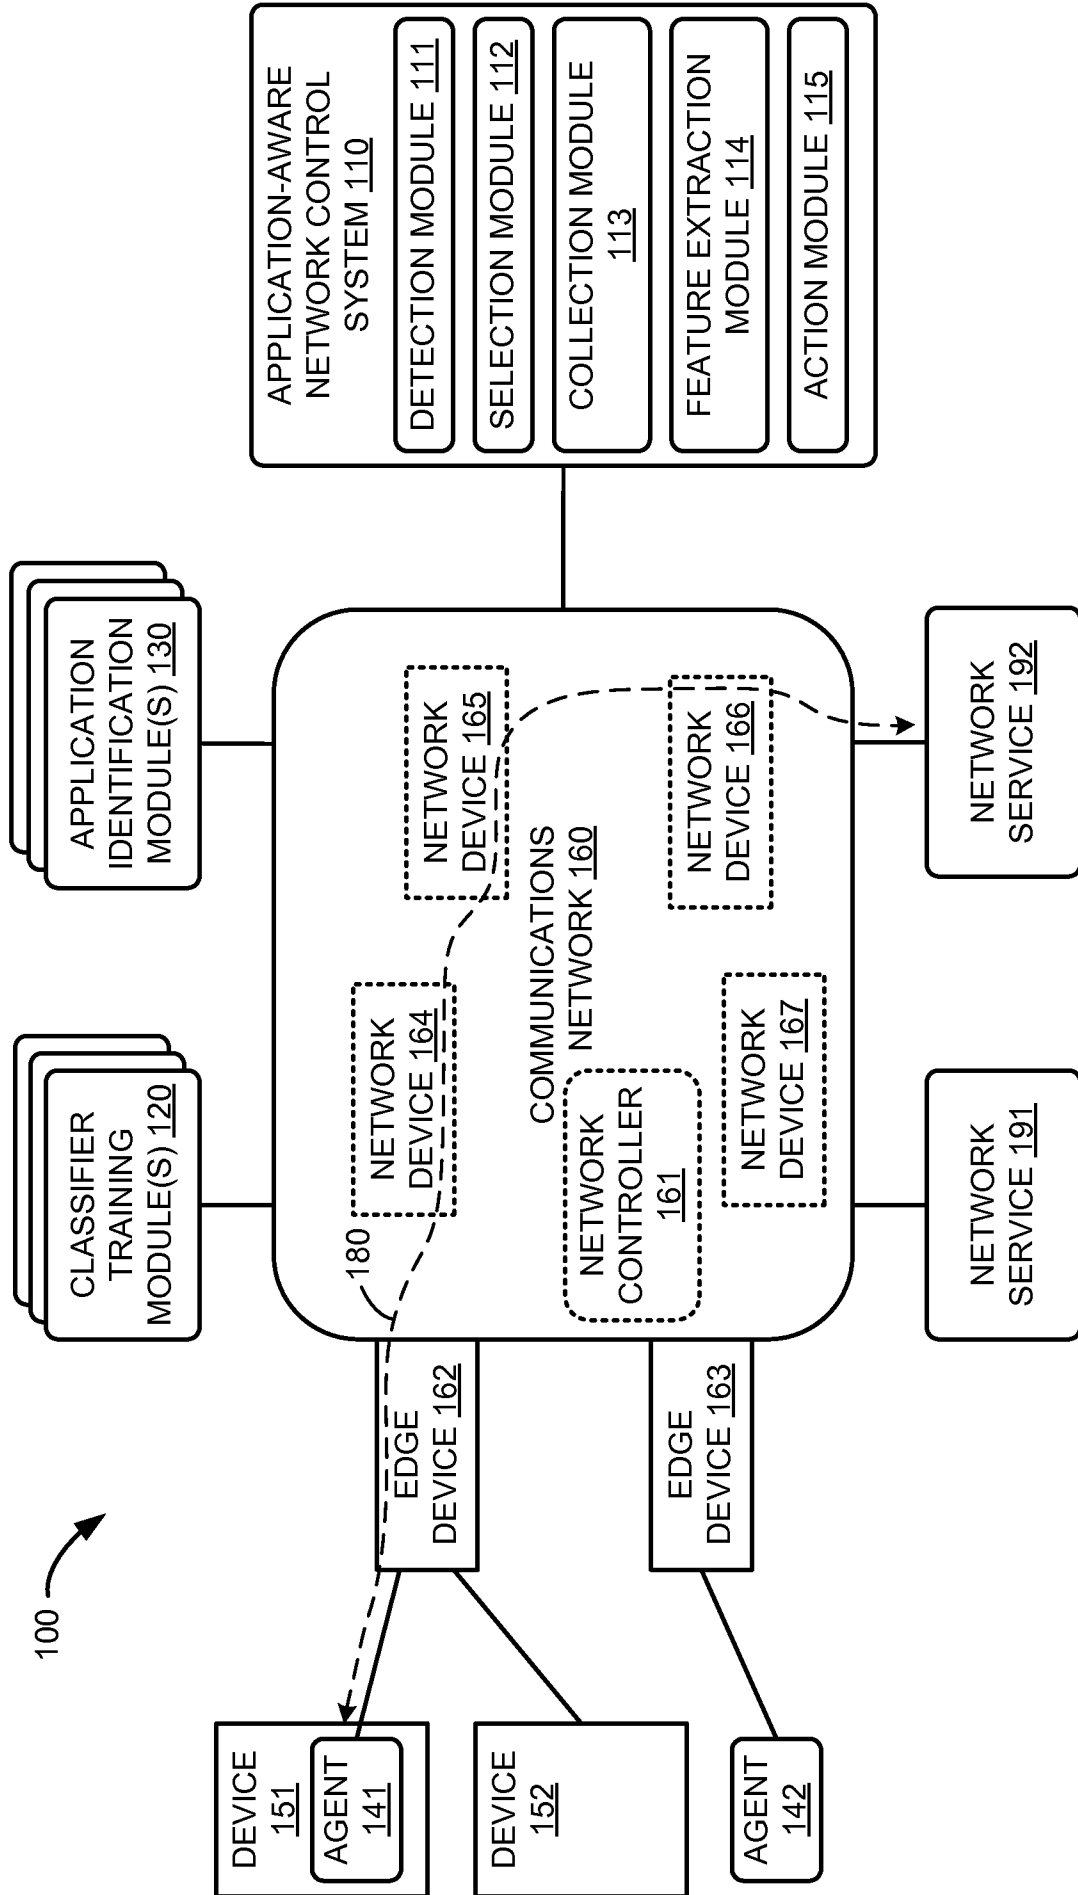 100
CLASSIFIER
TRAINING
MODULE(S) 120
APPLICATION
IDENTIFICATION
MODULE(S) 130
APPLICATION-AWARE
NETWORK CONTROL
SYSTEM 110
DETECTION MODULE 111
SELECTION MODULE 112
COLLECTION MODULE
113
FEATURE EXTRACTION
MODULE 114
ACTION MODULE 115
DEVICE
151
AGENT
141
DEVICE
152
AGENT
142
EDGE
DEVICE 162
EDGE
DEVICE 163
180
NETWORK
DEVICE 164
NETWORK
DEVICE 165
COMMUNICATIONS
NETWORK 160
NETWORK
CONTROLLER
161
NETWORK
DEVICE 166
NETWORK
DEVICE 167
NETWORK
SERVICE 191
NETWORK
SERVICE 192